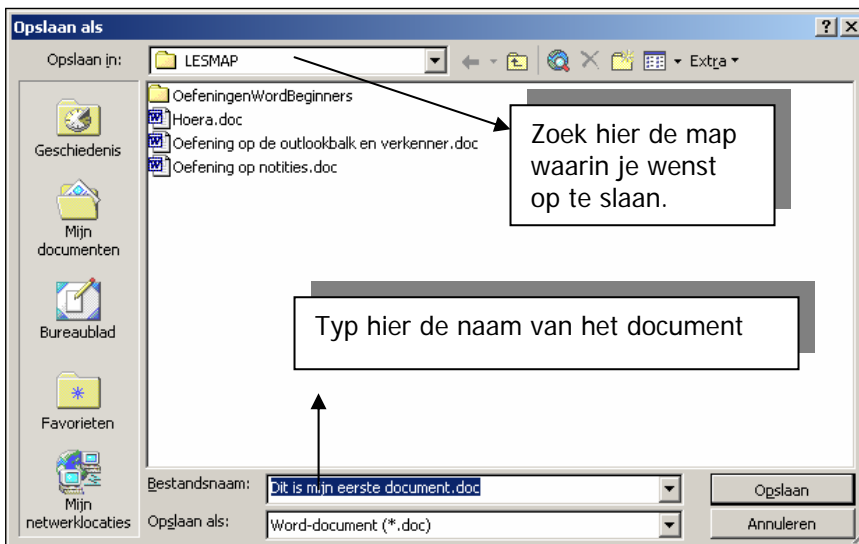 Opslaan als
Opslaan in:
LESMAP
Extra
OefeningenWordBeginners
Hoera.doc
Oefening op de outlookbalk en verkenner.doc
Oefening op notities.doc
Zoek hier de map
waarin je wenst
op te slaan.
Geschiedenis
Mijn
documenten
Bureaublad
Favorieten
Mijn
netwerklocaties
Typ hier de naam van het document
Bestandsnaam:
Dit is mijn eerste document.doc
Opslaan
Opslaan als:
Word-document (*.doc)
Annuleren